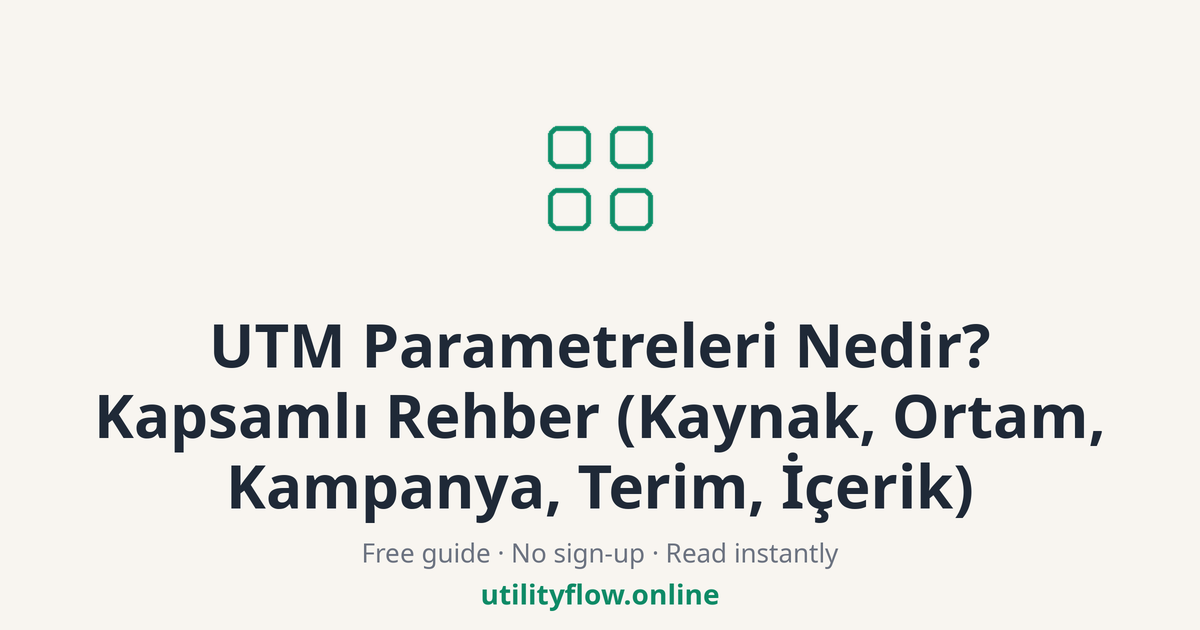 UTM Parametreleri Nedir?
Kapsamlı Rehber (Kaynak, Ortam,
Kampanya, Terim, İçerik)
Free guide · No sign-up · Read instantly
utilityflow.online